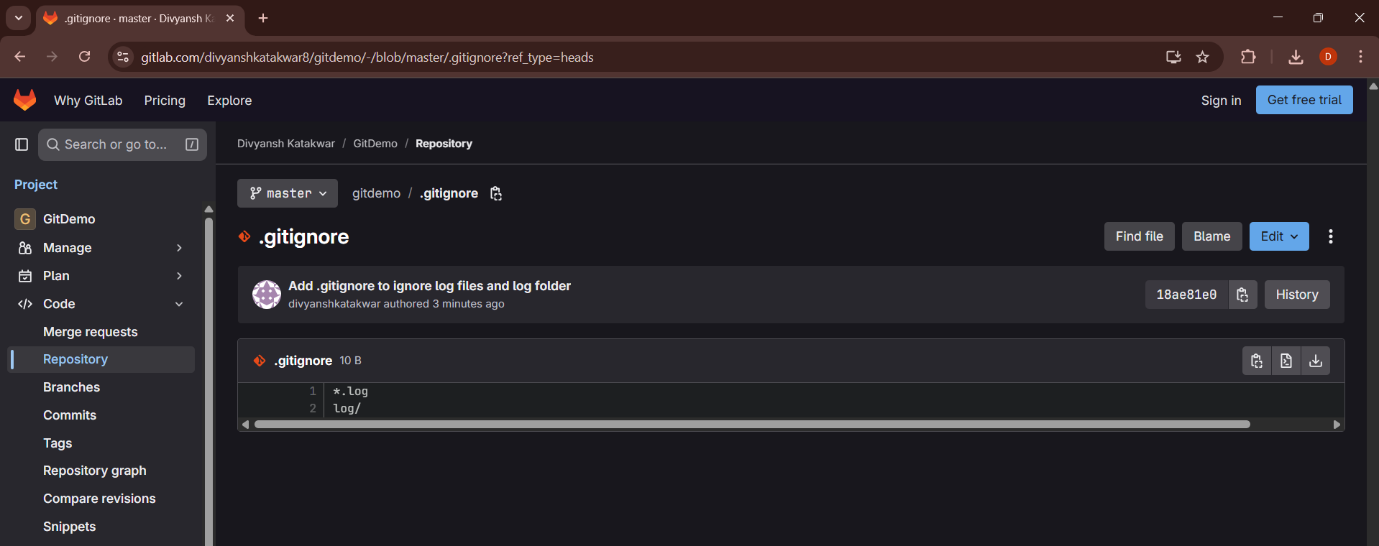 .gitignore · master · Divyansh Ka
gitlab.com/divyanshkatakwar8/gitdemo/-/blob/master/.gitignore?ref_type=heads
D
Why GitLab Pricing Explore Sign in Get free trial
Search or go to... /
Divyansh Katakwar / GitDemo / Repository
Project
master gitdemo / .gitignore
G GitDemo
.gitignore Find file Blame Edit
Manage
Plan
Code
Add .gitignore to ignore log files and log folder
divyanshkatakwar authored 3 minutes ago
18ae81e0 History
Merge requests
Repository
Branches
Commits
Tags
Repository graph
Compare revisions
Snippets
.gitignore 10 B
1 *.log
2 log/